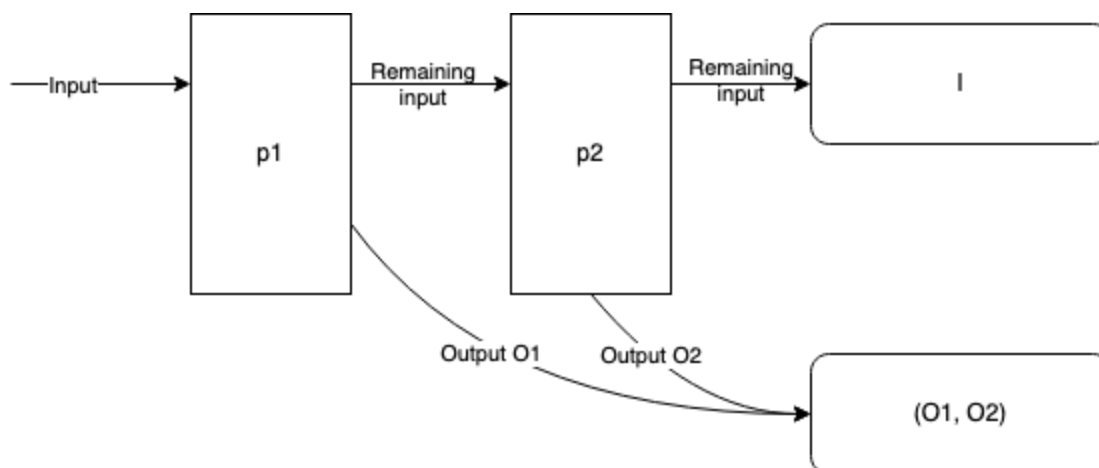 Input
p1
Remaining
input
p2
Remaining
input
I
Output O1
Output O2
(O1, O2)